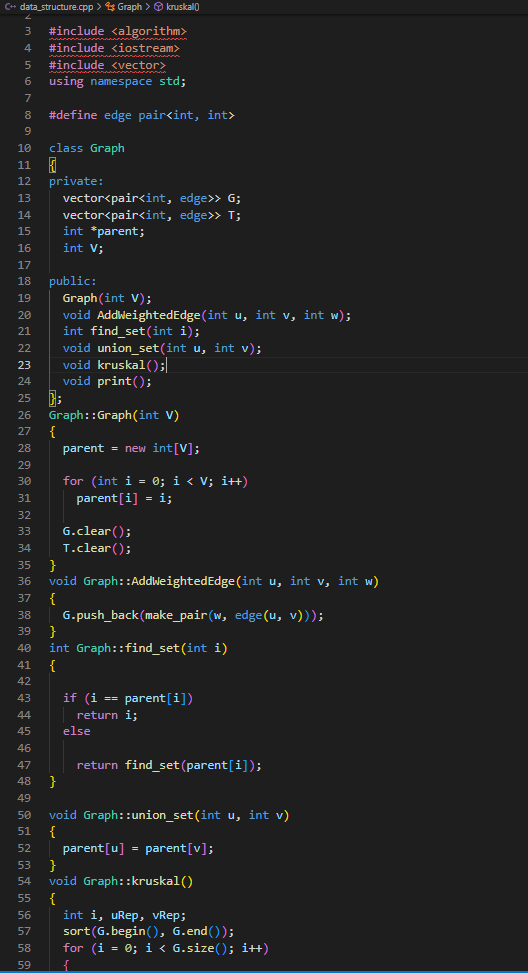 data_structure.cpp > Graph > kruskal()
3 #include <algorithm>
4 #include <iostream>
5 #include <vector>
6 using namespace std;
7
8 #define edge pair<int, int>
9
10 class Graph
11 {
12 private:
13   vector<pair<int, edge>> G;
14   vector<pair<int, edge>> T;
15   int *parent;
16   int V;
17
18 public:
19   Graph(int V);
20   void AddWeightedEdge(int u, int v, int w);
21   int find_set(int i);
22   void union_set(int u, int v);
23   void kruskal();
24   void print();
25 };
26 Graph::Graph(int V)
27 {
28   parent = new int[V];
29
30   for (int i = 0; i < V; i++)
31     parent[i] = i;
32
33   G.clear();
34   T.clear();
35 }
36 void Graph::AddWeightedEdge(int u, int v, int w)
37 {
38   G.push_back(make_pair(w, edge(u, v)));
39 }
40 int Graph::find_set(int i)
41 {
42
43   if (i == parent[i])
44     return i;
45   else
46
47     return find_set(parent[i]);
48 }
49
50 void Graph::union_set(int u, int v)
51 {
52   parent[u] = parent[v];
53 }
54 void Graph::kruskal()
55 {
56   int i, uRep, vRep;
57   sort(G.begin(), G.end());
58   for (i = 0; i < G.size(); i++)
59   {